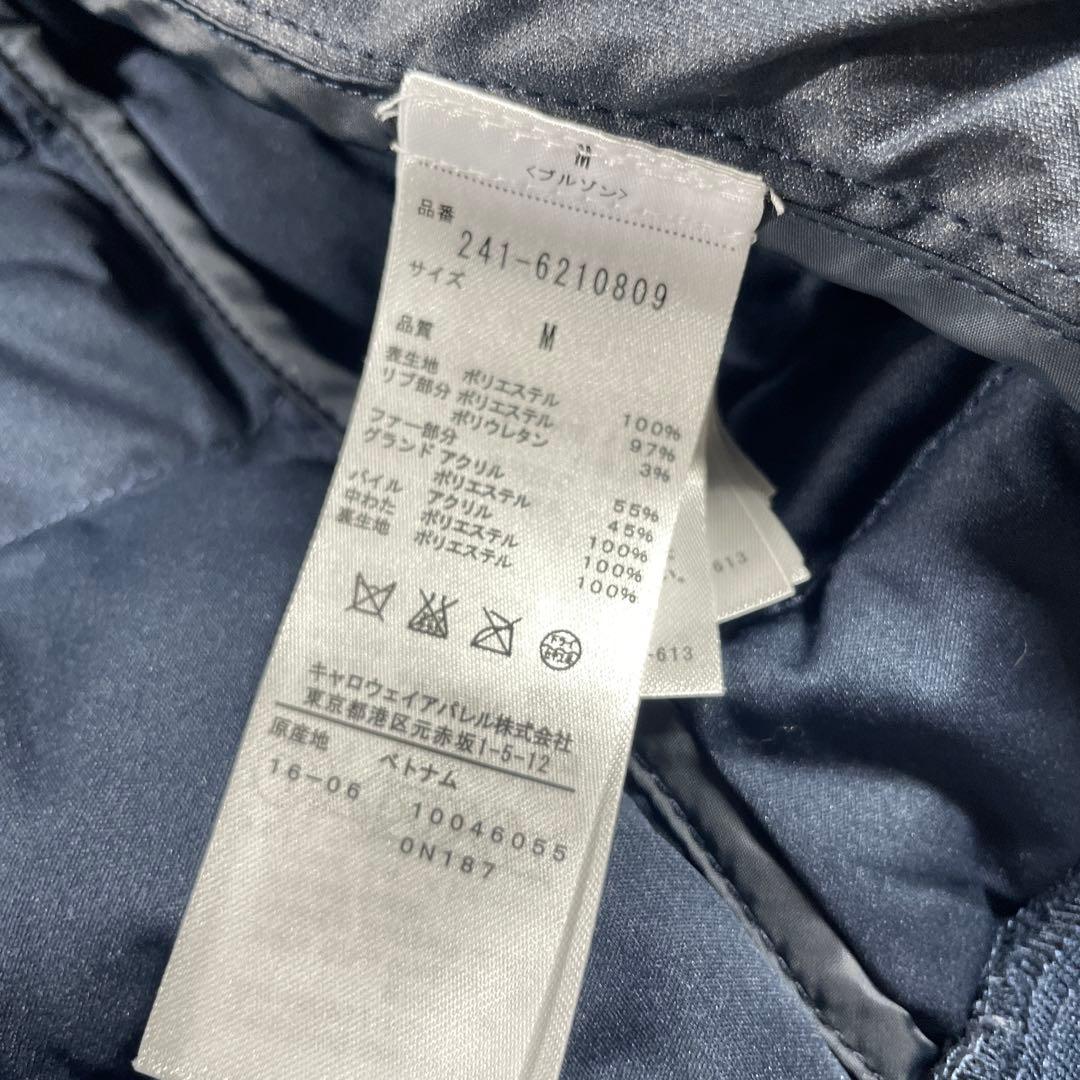 <ブルゾン>
品番
241-6210809
サイズ
M
品質
表生地 ポリエステル 100%
リブ部分 ポリエステル 97%
ポリウレタン 3%
ファー部分
グランド アクリル 55%
ポリエステル 45%
パイル アクリル 100%
中わた ポリエステル 100%
裏生地 ポリエステル 100%
ドライ
キャロウェイアパレル株式会社
東京都港区元赤坂1-5-12
原産地 ベトナム
16-06 10046055
0N187
613
-613